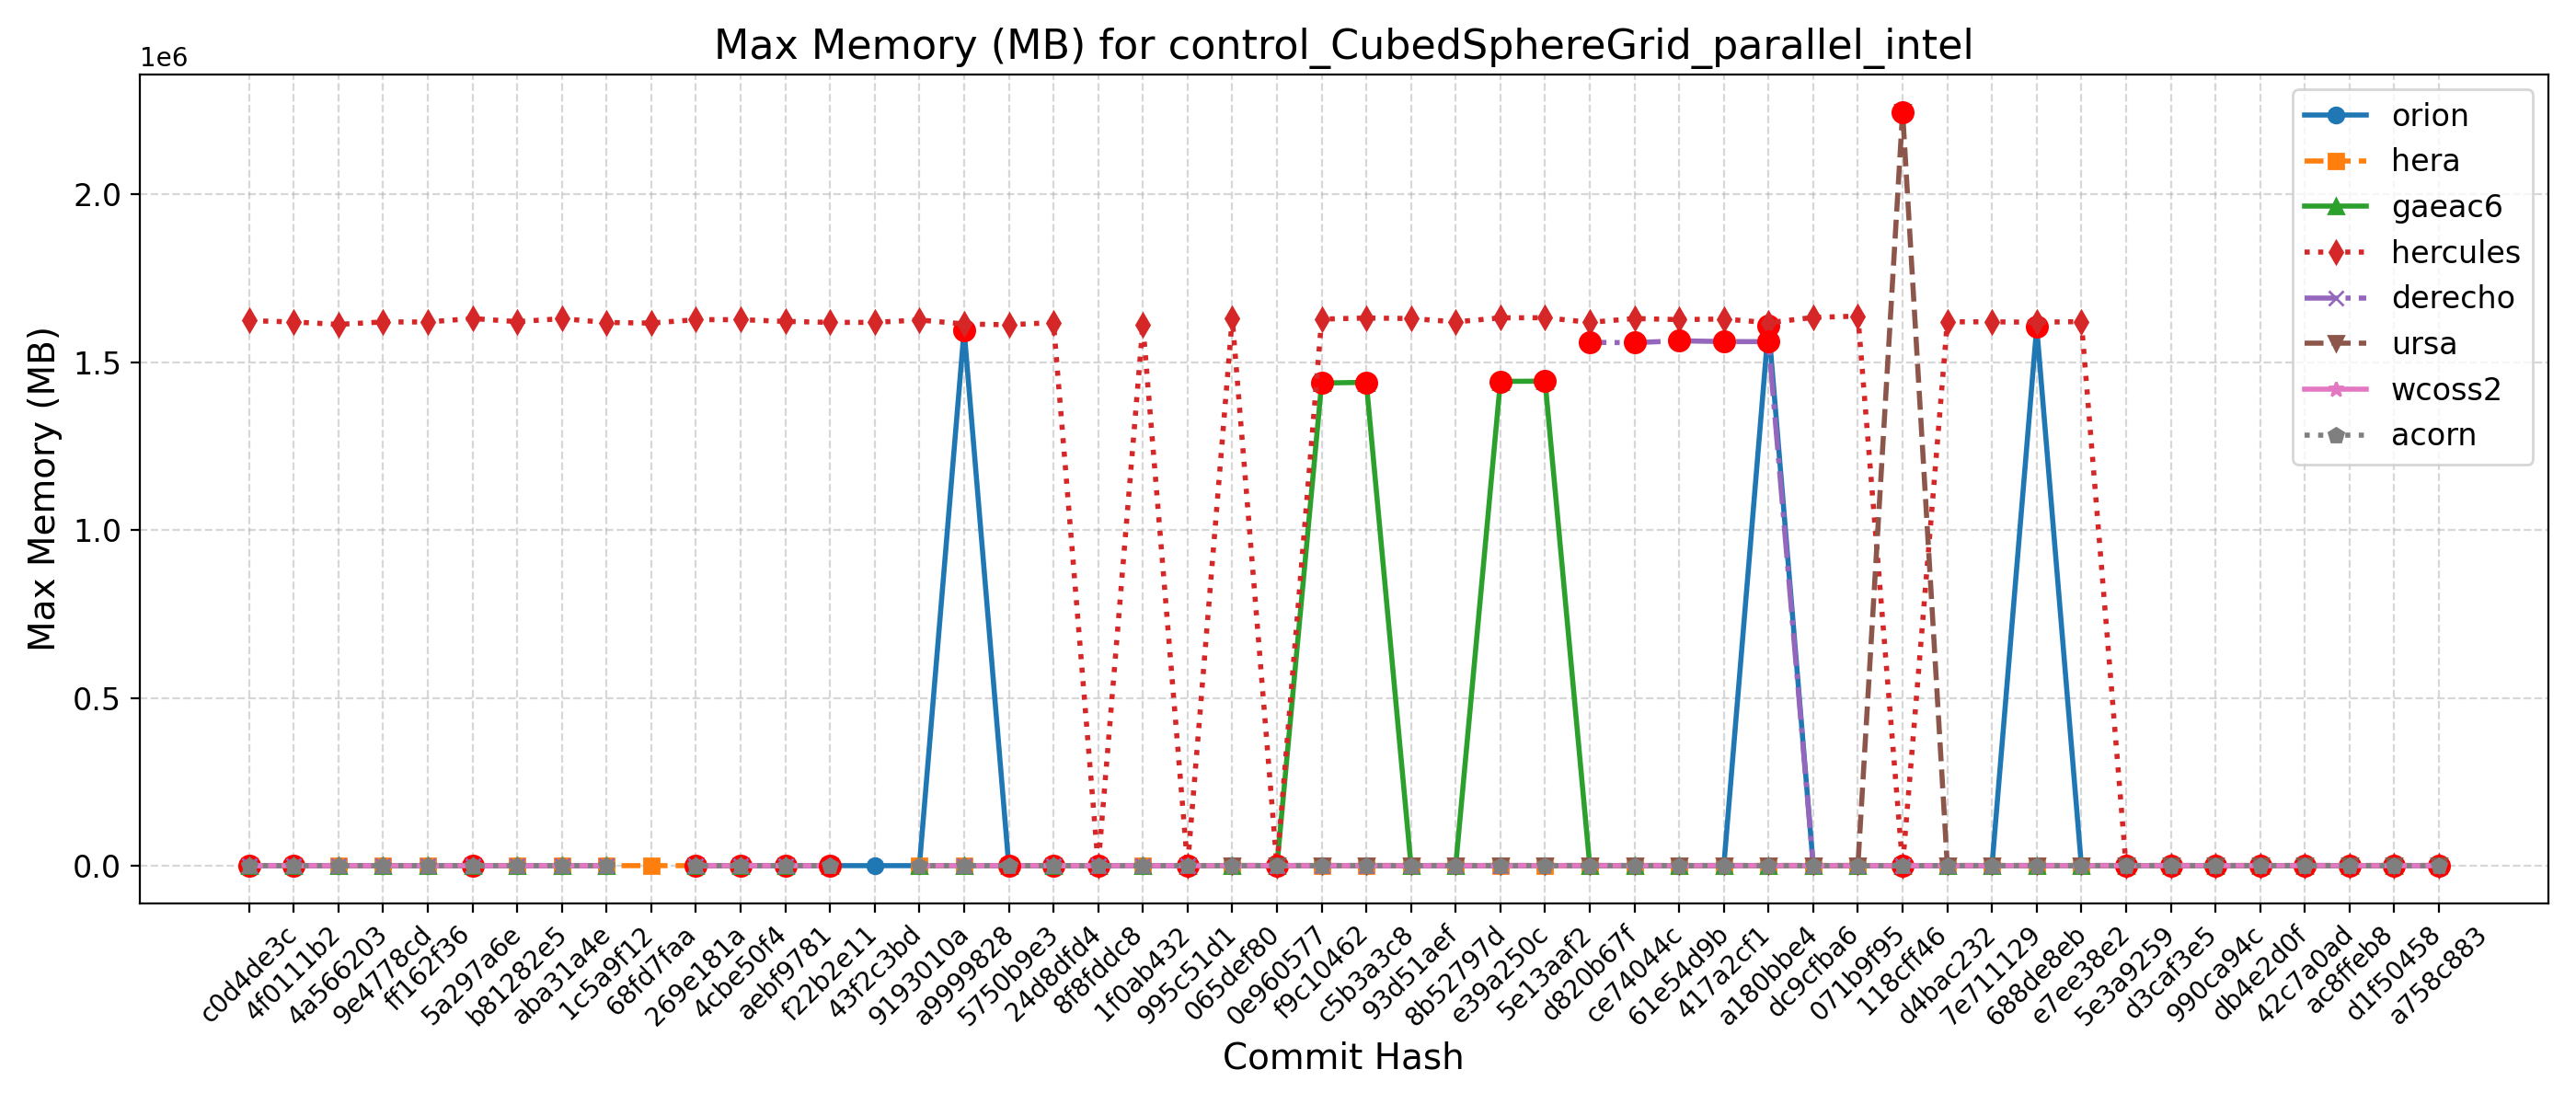 Max Memory (MB) for control_CubedSphereGrid_parallel_intel
1e6
2.0
1.5
1.0
0.5
0.0
Max Memory (MB)
orion
hera
gaeac6
hercules
derecho
ursa
wcoss2
acorn
c0d4de3c
4f0111b2
4a566203
9e4778cd
ff162f36
5a297a6e
b81282e5
aba31a4e
1c5a9f12
68fd7faa
269e181a
4cbe50f4
aebf9781
f22b2e11
43f2c3bd
9193010a
a9999828
5750b9e3
24d8dfd4
8f8fddc8
1f0ab432
995c51d1
065def80
0e960577
f9c10462
c5b3a3c8
93d51aef
8b52797d
e39a250c
5e13aaf2
d820b67f
ce74044c
61e54d9b
417a2cf1
a180bbe4
dc9cfba6
071b9f95
118cff46
d4bac232
7e711129
688de8eb
e7ee38e2
5e3a9259
d3caf3e5
990ca94c
db4e2d0f
42c7a0ad
ac8ffeb8
d1f50458
a758c883
Commit Hash